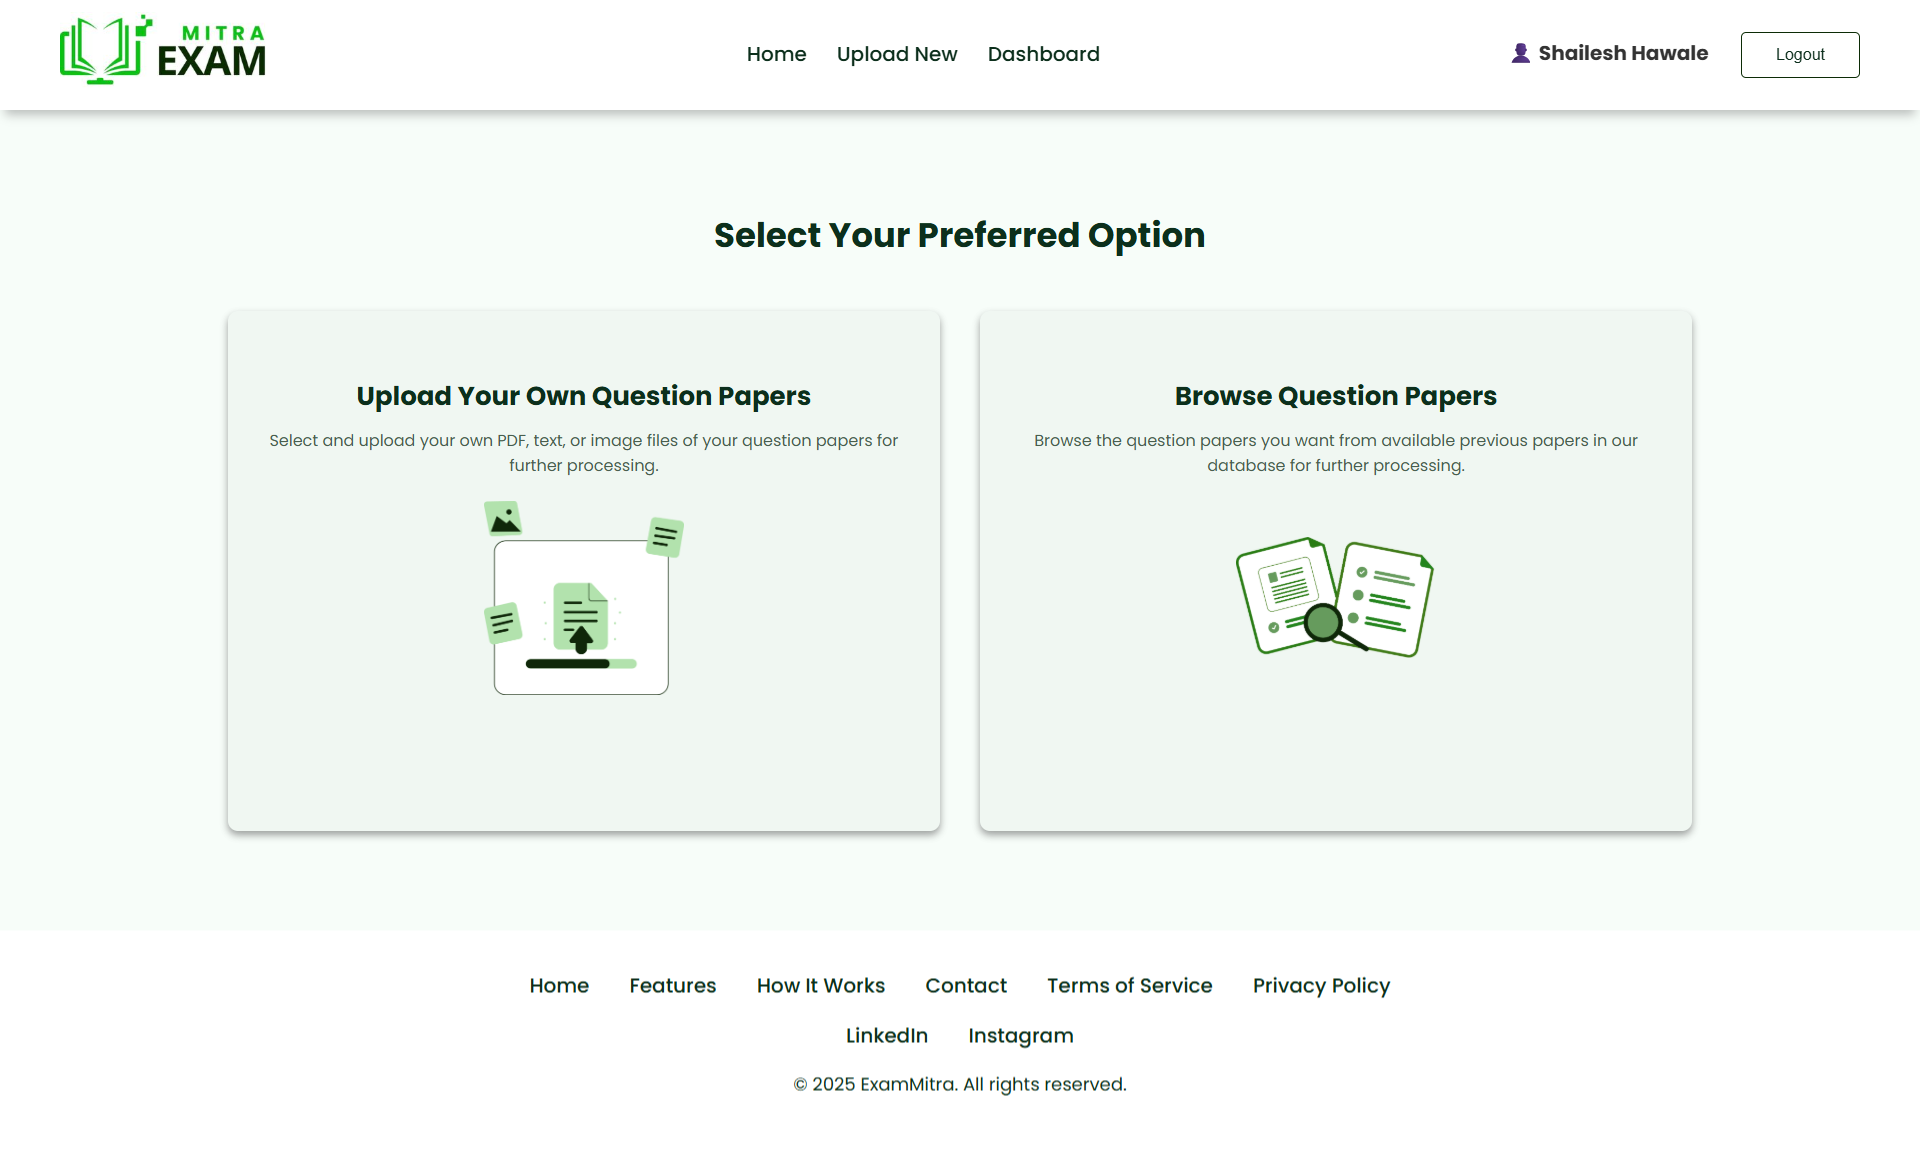 MITRA
EXAM
Home
Upload New
Dashboard
Shailesh Hawale
Logout
Select Your Preferred Option
Upload Your Own Question Papers
Select and upload your own PDF, text, or image files of your question papers for
further processing.
Browse Question Papers
Browse the question papers you want from available previous papers in our
database for further processing.
Home
Features
How It Works
Contact
Terms of Service
Privacy Policy
LinkedIn
Instagram
© 2025 ExamMitra. All rights reserved.